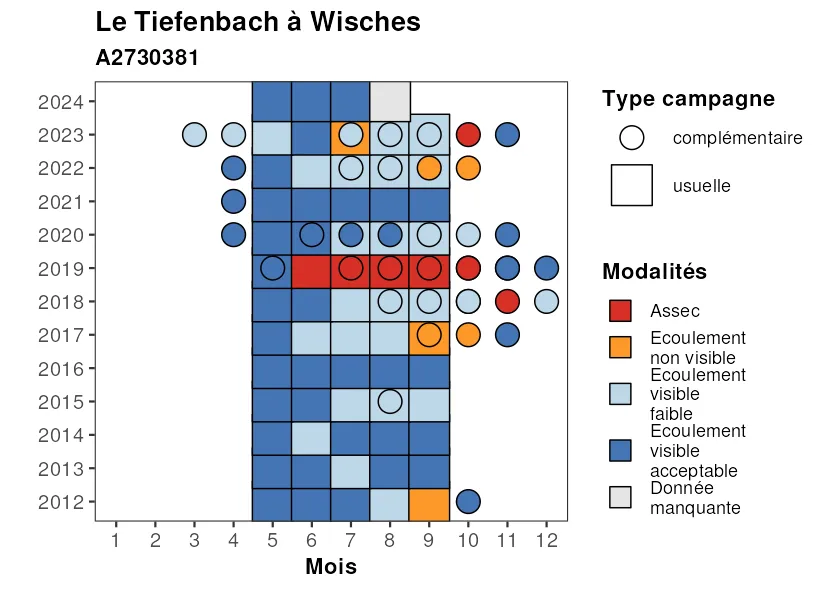 Le Tiefenbach à Wisches
A2730381
2024
2023
2022
2021
2020
2019
2018
2017
2016
2015
2014
2013
2012
1 2 3 4 5 6 7 8 9 10 11 12
Mois
Type campagne
complémentaire
usuelle
Modalités
Assec
Ecoulement
non visible
Ecoulement
visible
faible
Ecoulement
visible
acceptable
Donnée
manquante